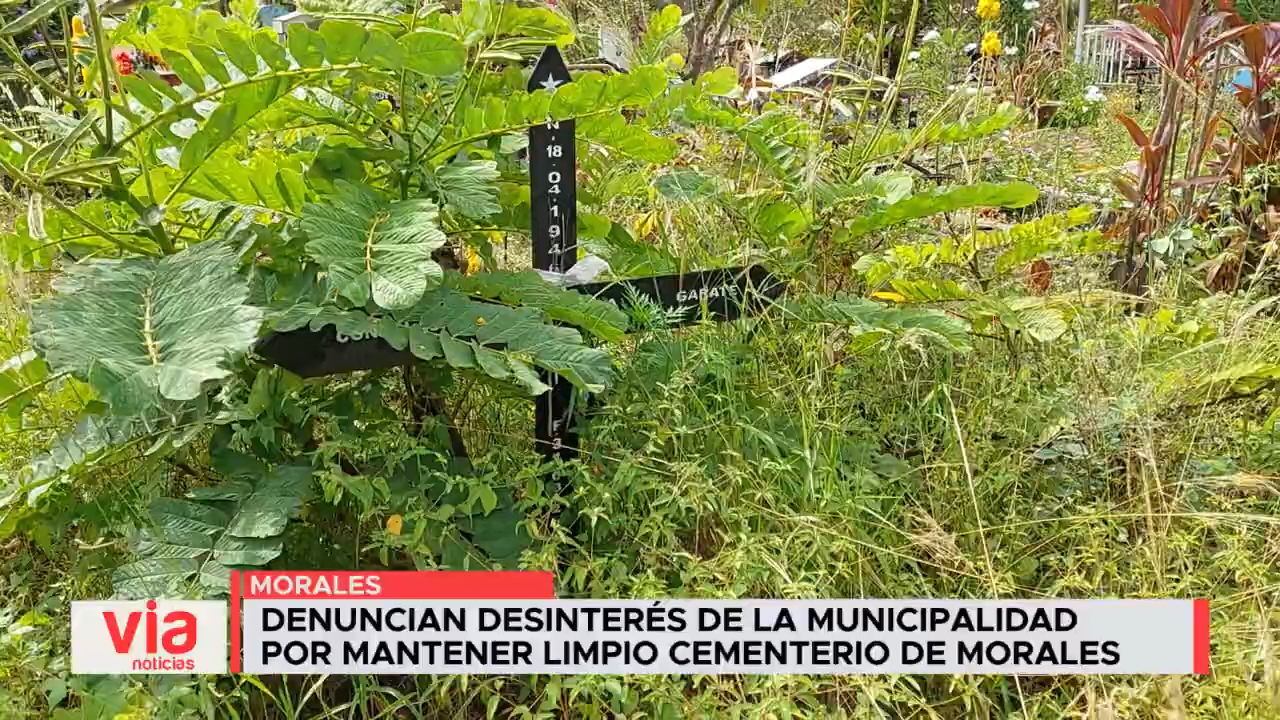 N.18.04.194
GARATE
MORALES
DENUNCIAN DESINTERÉS DE LA MUNICIPALIDAD
POR MANTENER LIMPIO CEMENTERIO DE MORALES
via
noticias